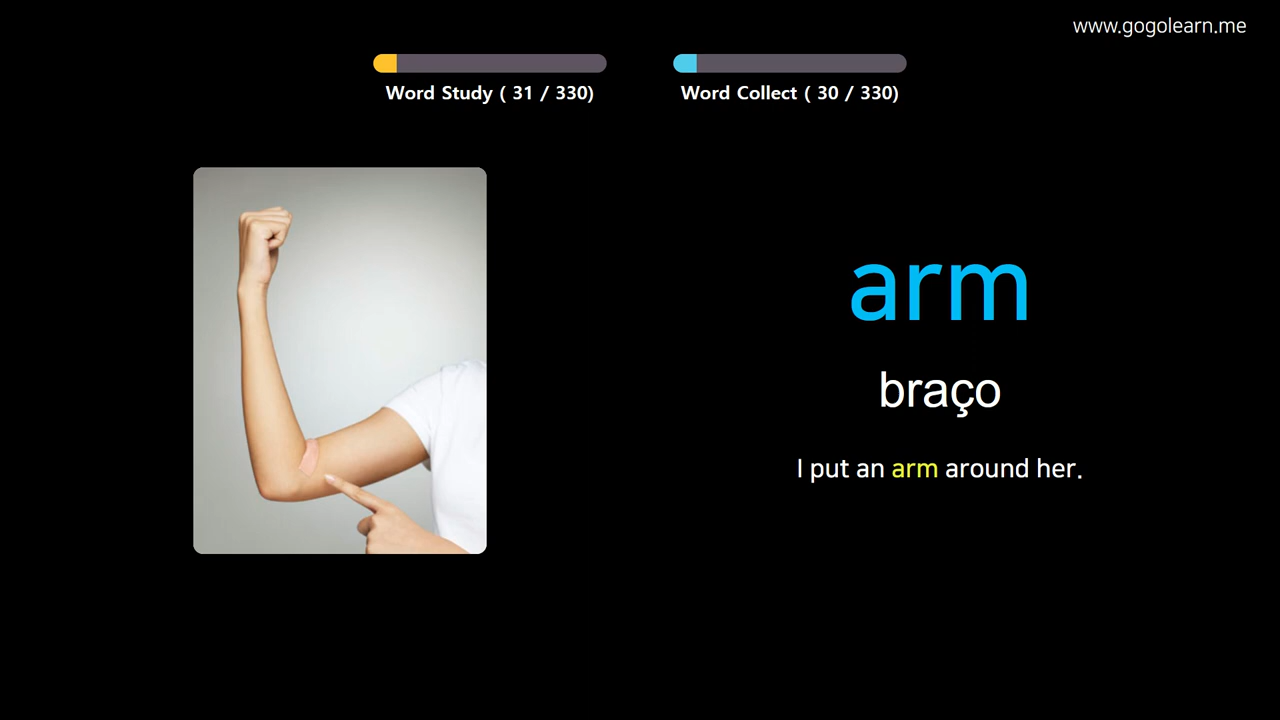 www.gogolearn.me
Word Study ( 31 / 330)
Word Collect ( 30 / 330)
arm
braço
I put an arm around her.